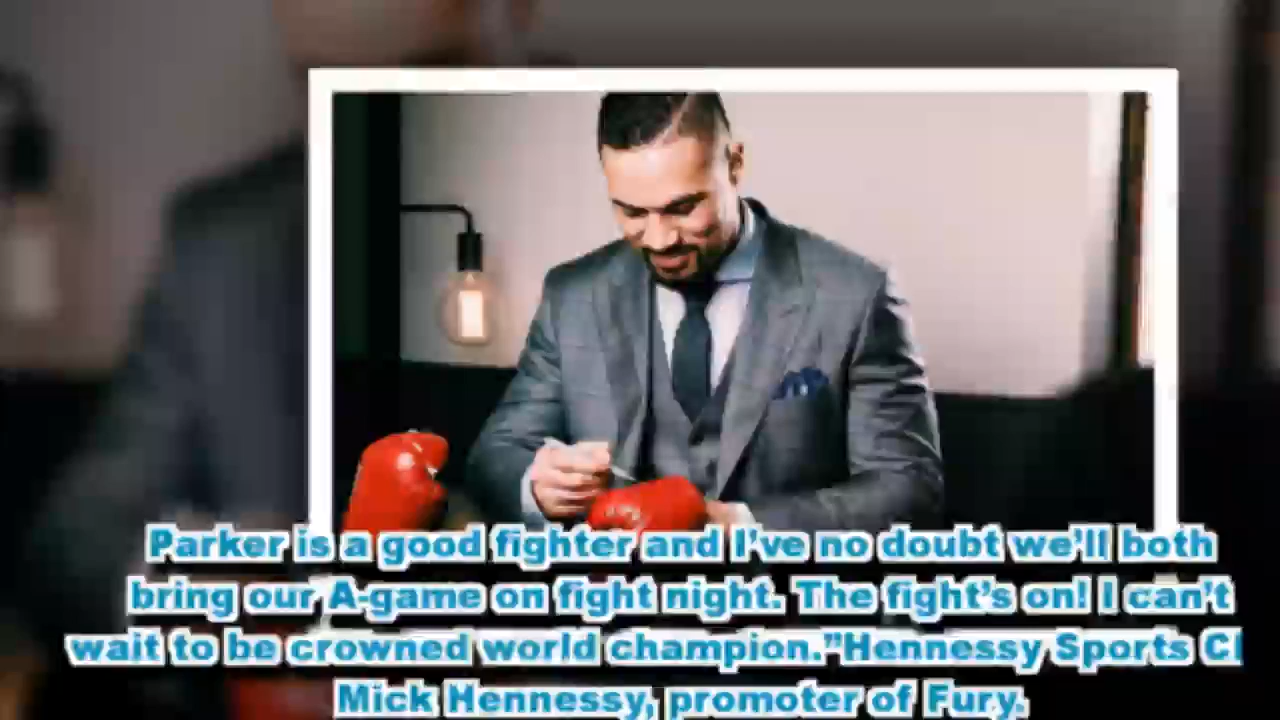 Parker is a good fighter and I’ve no doubt we’ll both
bring our A-game on fight night. The fight’s on! I can’t
wait to be crowned world champion.”Hennessy Sports C
Mick Hennessy, promoter of Fury.